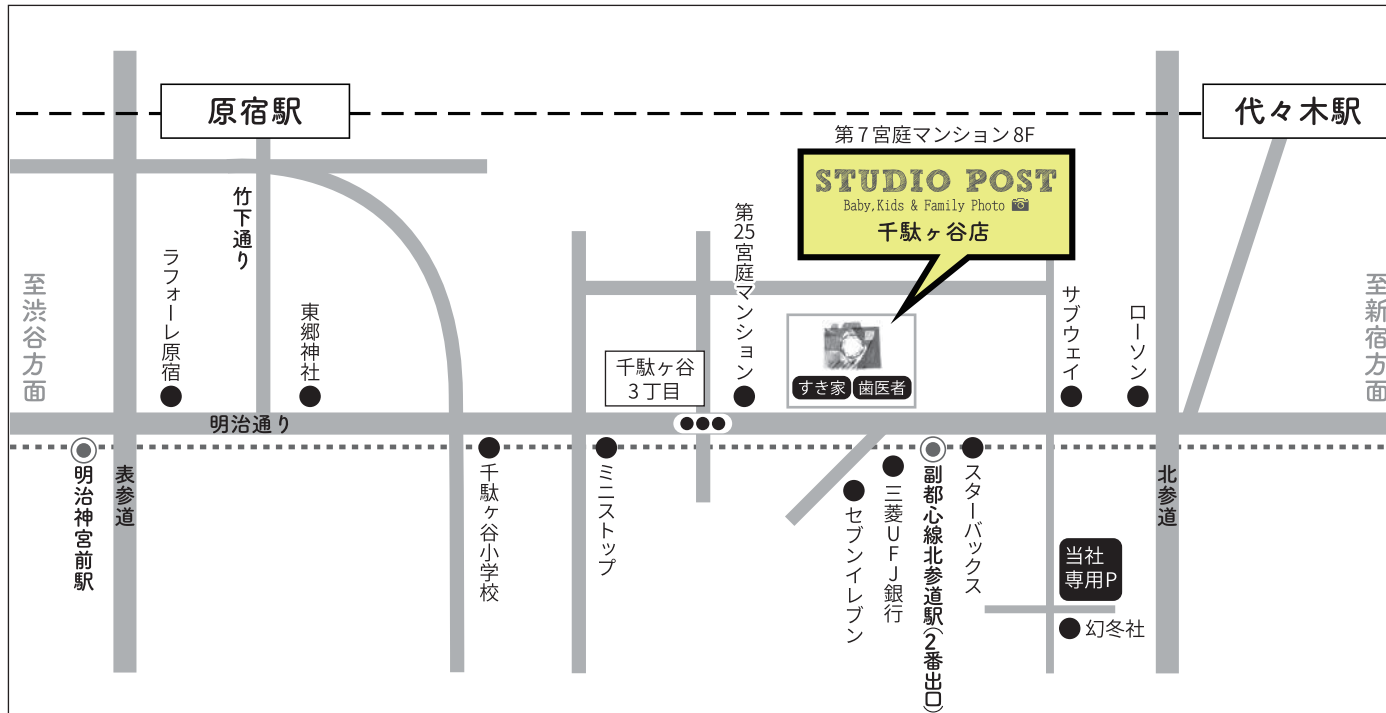 原宿駅
代々木駅
第7宮庭マンション8F
STUDIO POST
Baby,Kids & Family Photo
千駄ヶ谷店
竹下通り
ラフォーレ原宿
東郷神社
至渋谷方面
第25宮庭マンション
千駄ヶ谷
3丁目
すき家
歯医者
サブウェイ
ローソン
至新宿方面
明治通り
明治神宮前駅
表参道
千駄ヶ谷小学校
ミニストップ
セブンイレブン
三菱UFJ銀行
副都心線北参道駅(2番出口)
スターバックス
北参道
当社
専用P
幻冬社